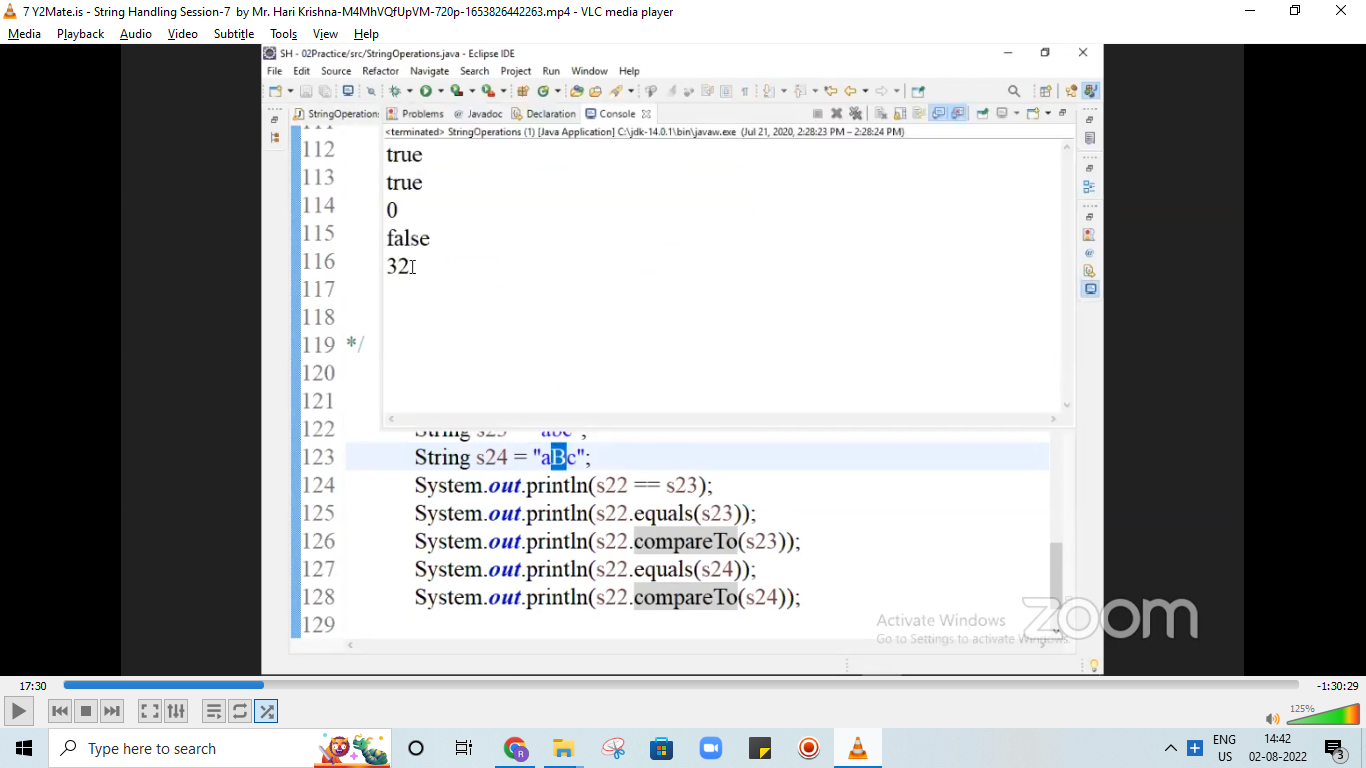 7 Y2Mate.is - String Handling Session-7 by Mr. Hari Krishna-M4MhVQfUpVM-720p-1653826442263.mp4 - VLC media player
Media Playback Audio Video Subtitle Tools View Help
SH - 02Practice/src/StringOperations.java - Eclipse IDE
File Edit Source Refactor Navigate Search Project Run Window Help
StringOperation Problems @ Javadoc Declaration Console
<terminated> StringOperations (1) [Java Application] C:\jdk-14.0.1\bin\javaw.exe (Jul 21, 2020, 2:28:23 PM – 2:28:24 PM)
112 true
113 true
114 0
115 false
116 32
117
118
119 */
120
121
122 String s23 = "abc";
123 String s24 = "aBc";
124 System.out.println(s22 == s23);
125 System.out.println(s22.equals(s23));
126 System.out.println(s22.compareTo(s23));
127 System.out.println(s22.equals(s24));
128 System.out.println(s22.compareTo(s24));
129
Activate Windows
Go to Settings to activate Windows.
zoom
17:30 -1:30:29
125%
Type here to search
ENG
US
14:42
02-08-2022
3